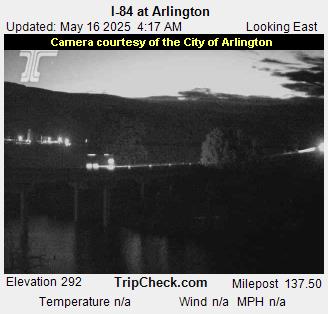 I-84 at Arlington
Updated: May 16 2025 4:17 AM Looking East
Camera courtesy of the City of Arlington
Elevation 292 TripCheck.com Milepost 137.50
Temperature n/a Wind n/a MPH n/a